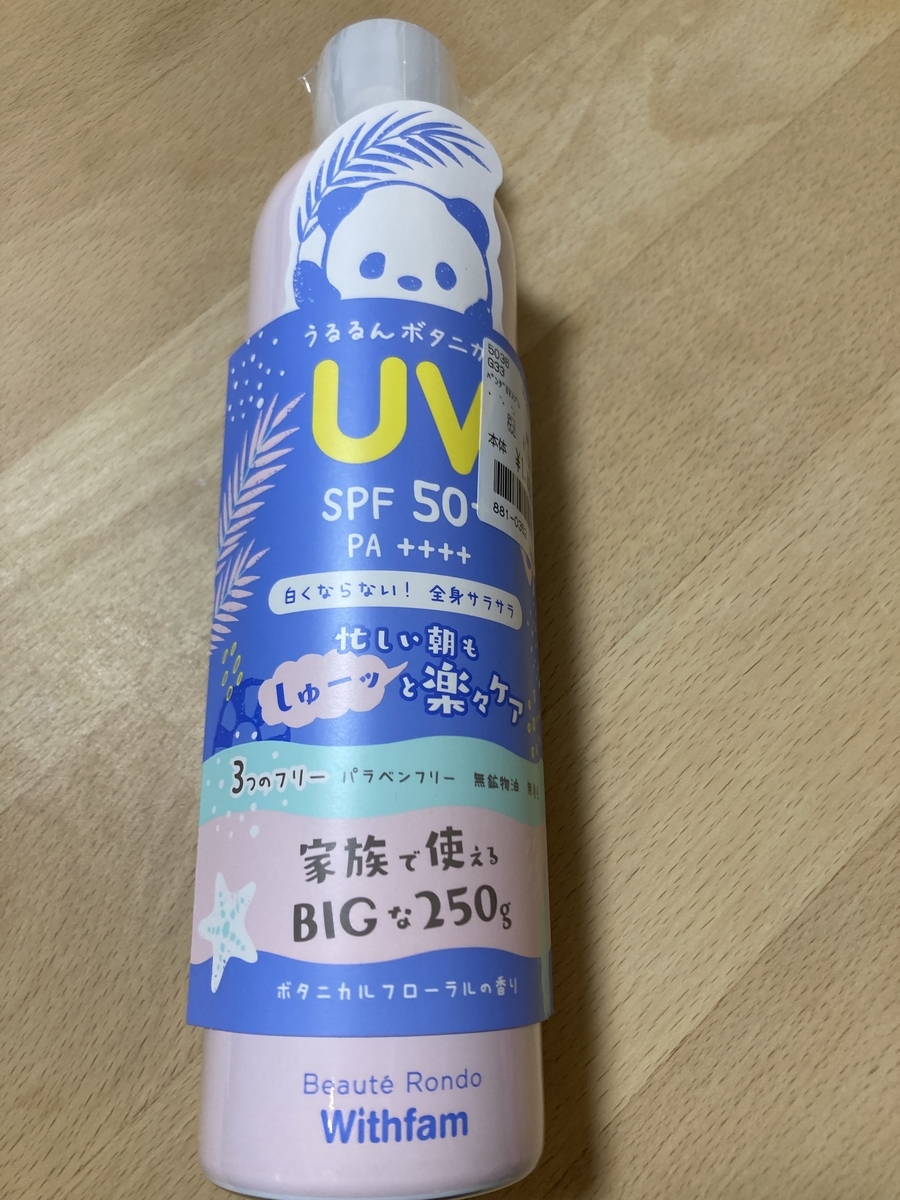 うるるんボタニカ
UV
SPF 50
PA ++++
白くならない! 全身サラサラ
忙しい朝も
しゅーッと楽々ケア
3つのフリー パラベンフリー 無鉱物油
家族で使える
BIGな250g
ボタニカルフローラルの香り
Beauté Rondo
Withfam
5036
G33
本体